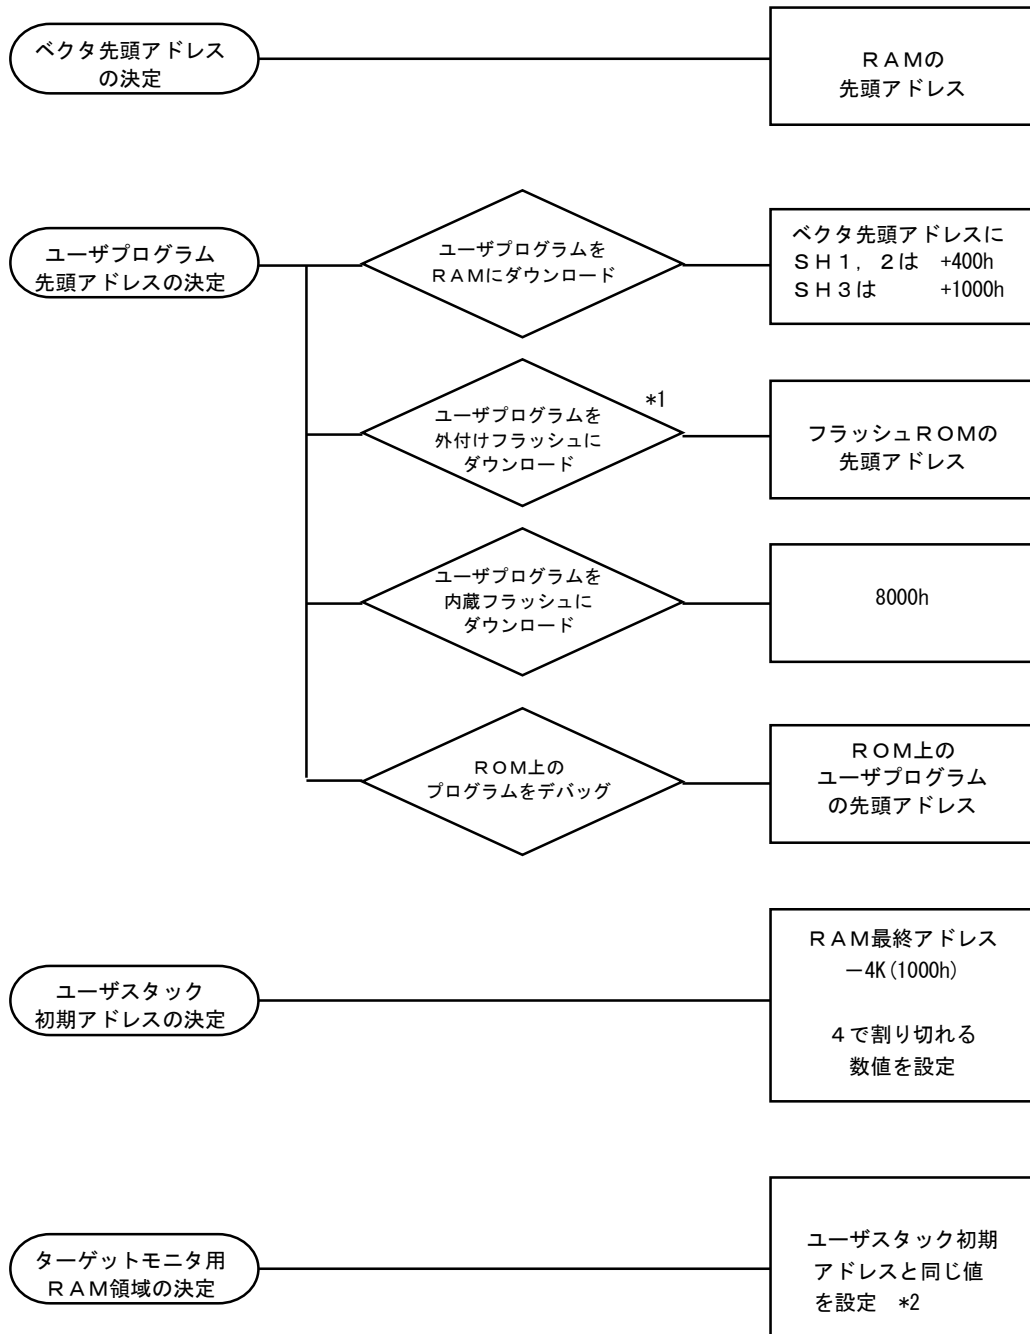 ベクタ先頭アドレス
の決定
ＲＡＭの
先頭アドレス
ユーザプログラム
先頭アドレスの決定
ユーザプログラムを
ＲＡＭにダウンロード
ベクタ先頭アドレスに
ＳＨ１，２は +400h
ＳＨ３は +1000h
ユーザプログラムを
外付けフラッシュに
ダウンロード
*1
フラッシュＲＯＭの
先頭アドレス
ユーザプログラムを
内蔵フラッシュに
ダウンロード
8000h
ＲＯＭ上の
プログラムをデバッグ
ＲＯＭ上の
ユーザプログラム
の先頭アドレス
ユーザスタック
初期アドレスの決定
ＲＡＭ最終アドレス
－4K(1000h)
４で割り切れる
数値を設定
ターゲットモニタ用
ＲＡＭ領域の決定
ユーザスタック初期
アドレスと同じ値
を設定 *2